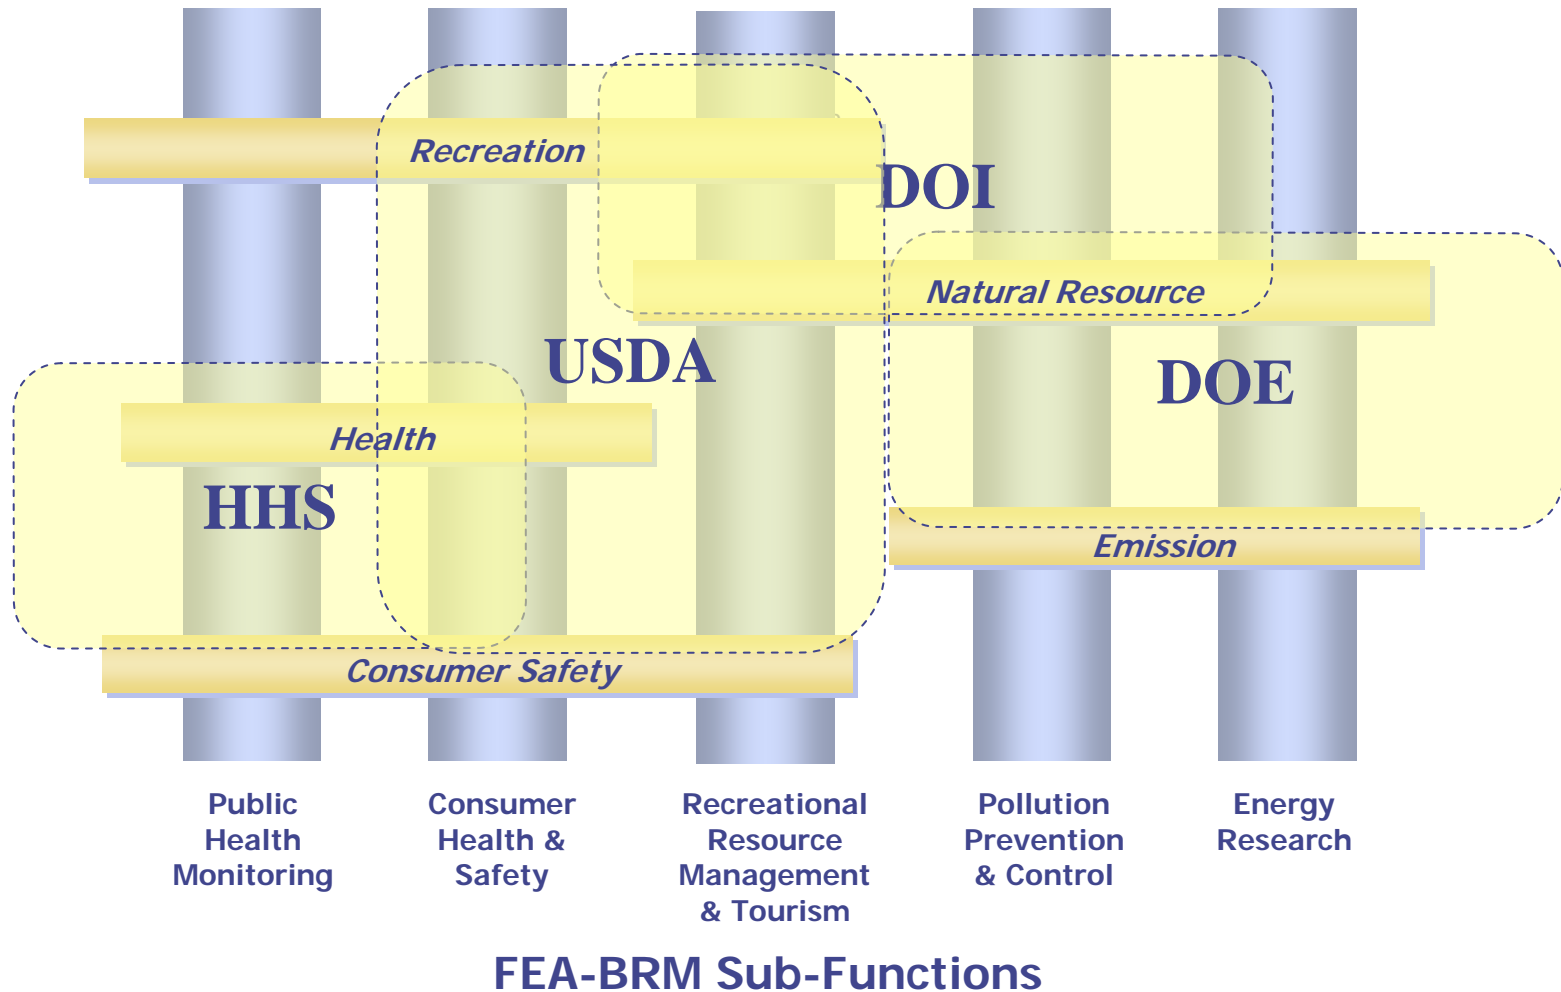 Recreation
DOI
Natural Resource
USDA
DOE
Health
HHS
Emission
Consumer Safety
Public
Health
Monitoring
Consumer
Health &
Safety
Recreational
Resource
Management
& Tourism
Pollution
Prevention
& Control
Energy
Research
FEA-BRM Sub-Functions